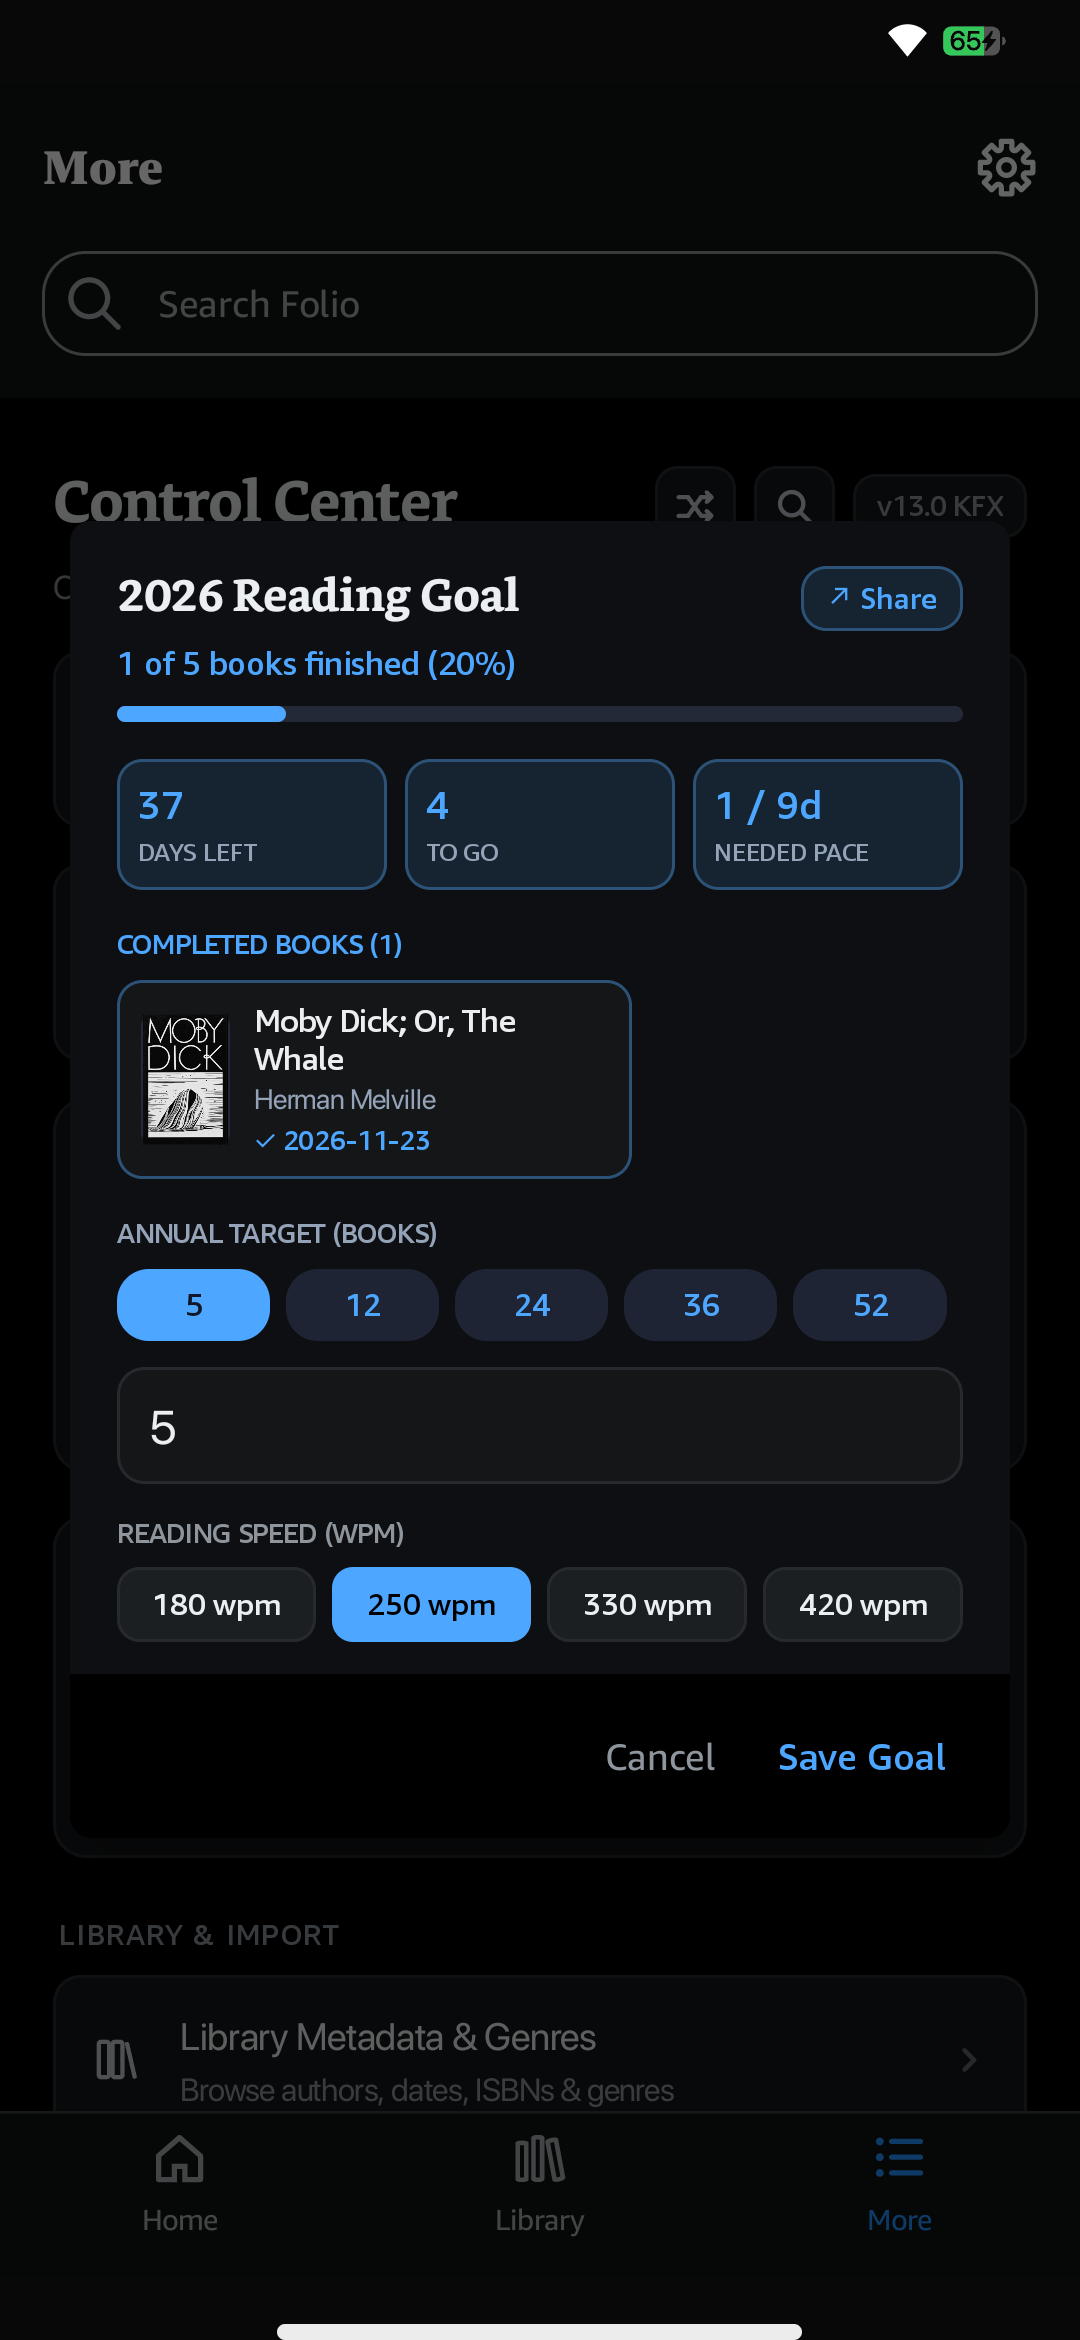 65
More
Search Folio
Control Center
v13.0 KFX
2026 Reading Goal
↗ Share
1 of 5 books finished (20%)
37
DAYS LEFT
4
TO GO
1 / 9d
NEEDED PACE
COMPLETED BOOKS (1)
MOBY
DICK
Moby Dick; Or, The
Whale
Herman Melville
✓ 2026-11-23
ANNUAL TARGET (BOOKS)
5
12
24
36
52
5
READING SPEED (WPM)
180 wpm
250 wpm
330 wpm
420 wpm
Cancel
Save Goal
LIBRARY & IMPORT
Library Metadata & Genres
Browse authors, dates, ISBNs & genres
Home
Library
More